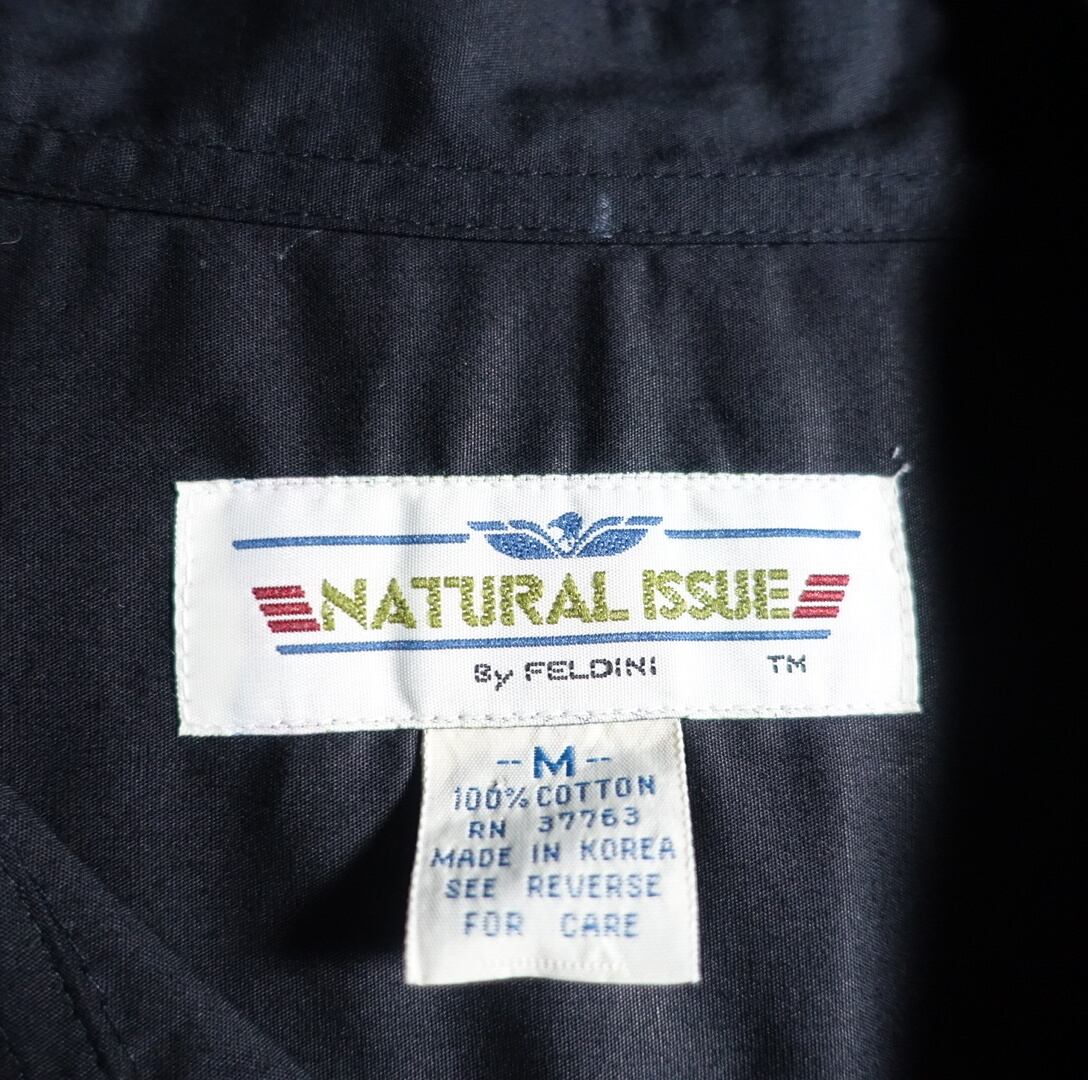 NATURAL ISSUE
By FELDINI TM
--M--
100% COTTON
RN 37763
MADE IN KOREA
SEE REVERSE
FOR CARE